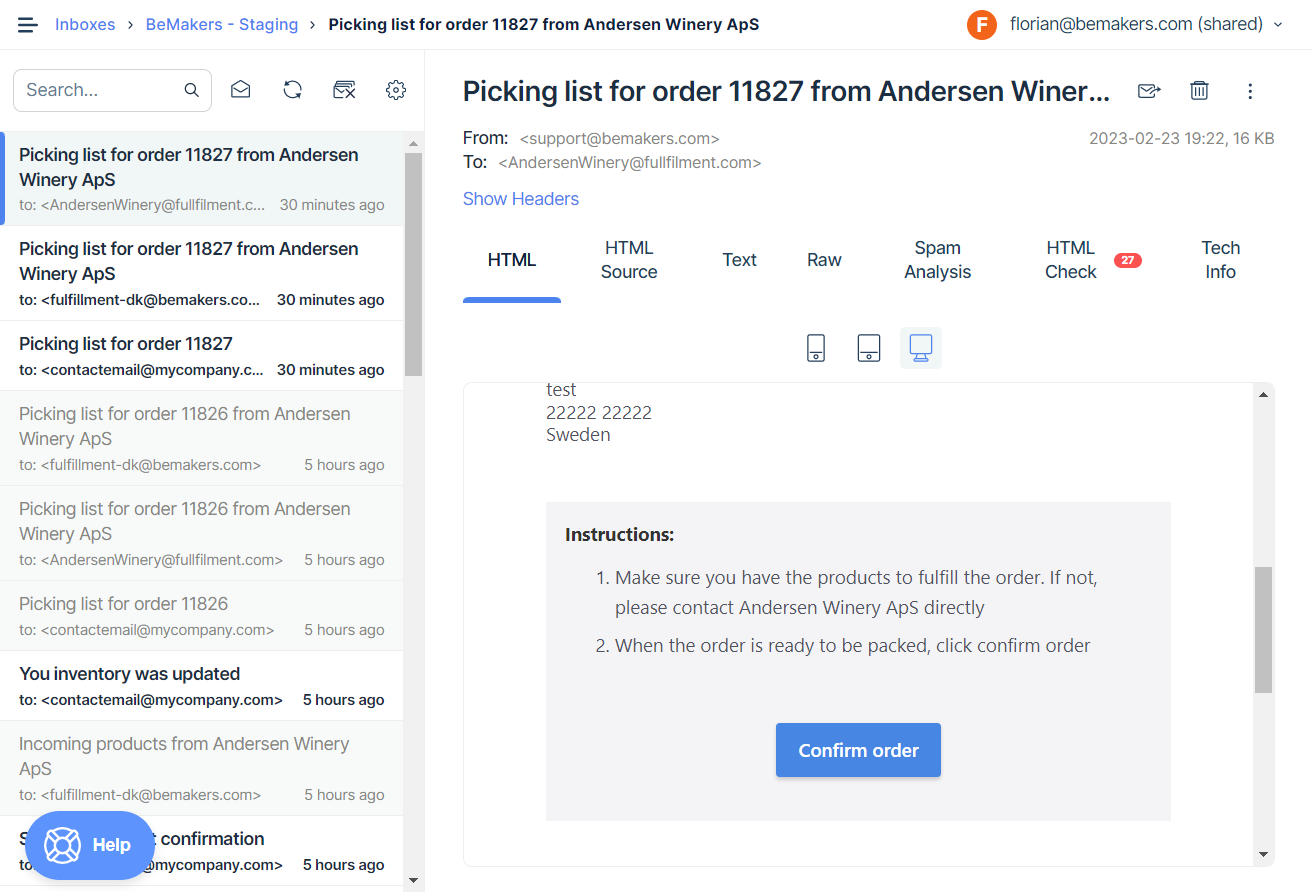 Inboxes › BeMakers - Staging › Picking list for order 11827 from Andersen Winery ApS
F florian@bemakers.com (shared)
Search...
Picking list for order 11827 from Andersen
Winery ApS
to: <AndersenWinery@fullfilment.c... 30 minutes ago
Picking list for order 11827 from Andersen
Winery ApS
to: <fulfillment-dk@bemakers.co... 30 minutes ago
Picking list for order 11827
to: <contactemail@mycompany.c... 30 minutes ago
Picking list for order 11826 from Andersen
Winery ApS
to: <fulfillment-dk@bemakers.com> 5 hours ago
Picking list for order 11826 from Andersen
Winery ApS
to: <AndersenWinery@fullfilment.com> 5 hours ago
Picking list for order 11826
to: <contactemail@mycompany.com> 5 hours ago
You inventory was updated
to: <contactemail@mycompany.com> 5 hours ago
Incoming products from Andersen Winery
ApS
to: <fulfillment-dk@bemakers.com> 5 hours ago
confirmation
@mycompany.com> 5 hours ago
Help
Picking list for order 11827 from Andersen Winer...
From: <support@bemakers.com> 2023-02-23 19:22, 16 KB
To: <AndersenWinery@fullfilment.com>
Show Headers
HTML
HTML
Source
Text
Raw
Spam
Analysis
HTML
Check
27
Tech
Info
test
22222 22222
Sweden
Instructions:
1. Make sure you have the products to fulfill the order. If not,
please contact Andersen Winery ApS directly
2. When the order is ready to be packed, click confirm order
Confirm order